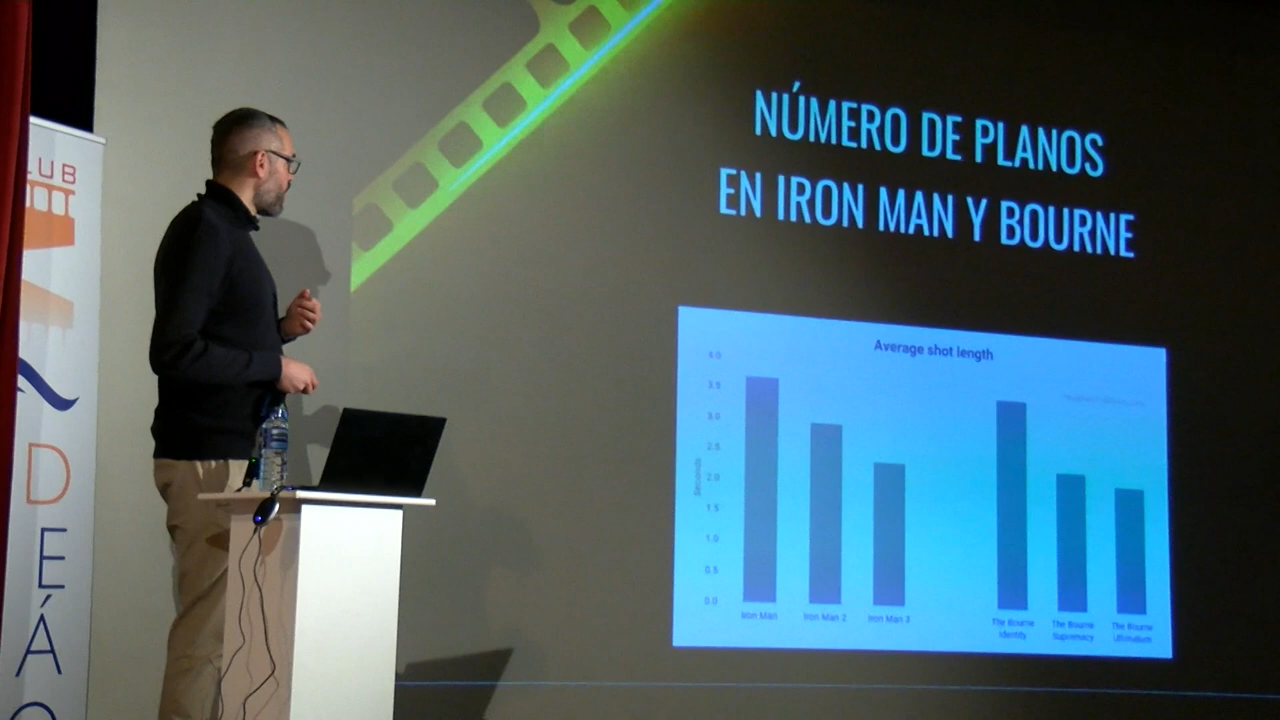 LUB
D
E
Á
NÚMERO DE PLANOS
EN IRON MAN Y BOURNE
Average shot length
4.0
3.5
3.0
2.5
2.0
1.5
1.0
0.5
0.0
Seconds
Iron Man
Iron Man 2
Iron Man 3
The Bourne
Identity
The Bourne
Supremacy
The Bourne
Ultimatum